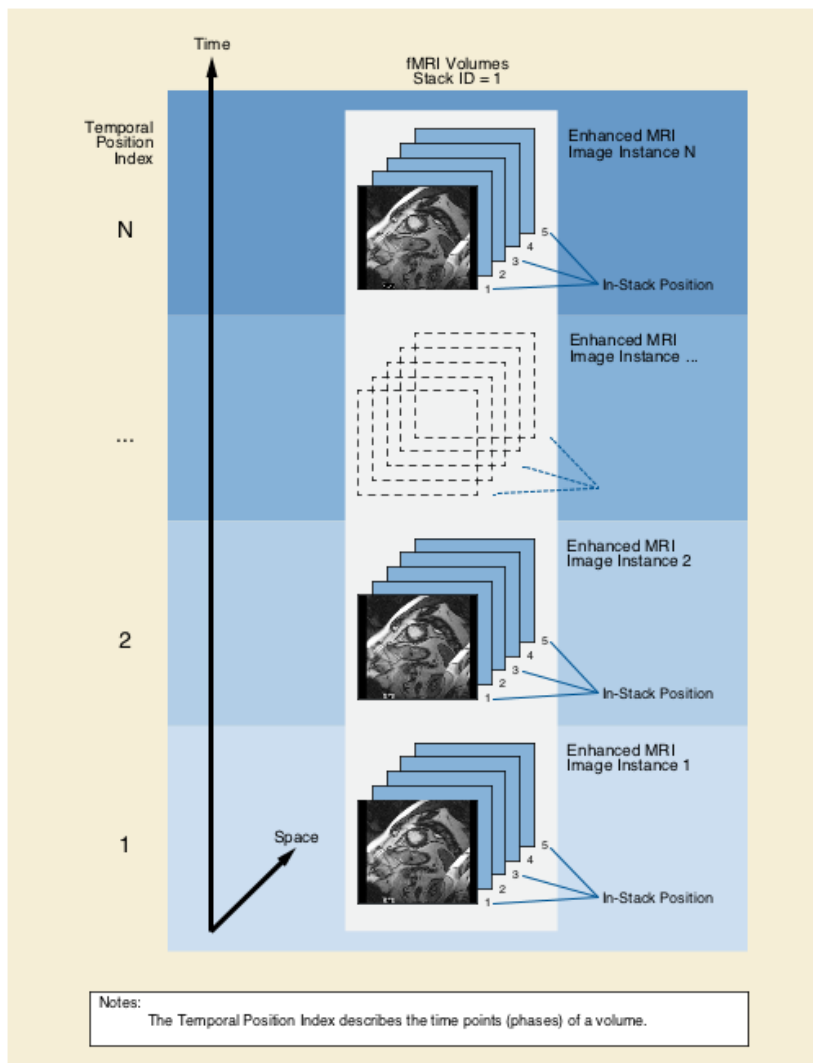 Time
fMRI Volumes
Stack ID = 1
Temporal
Position
Index
Enhanced MRI
Image Instance N
N
5
4
3
2
1
In-Stack Position
Enhanced MRI
Image Instance ...
...
Enhanced MRI
Image Instance 2
2
5
4
3
2
1
In-Stack Position
Enhanced MRI
Image Instance 1
Space
1
5
4
3
2
1
In-Stack Position
Notes:
The Temporal Position Index describes the time points (phases) of a volume.